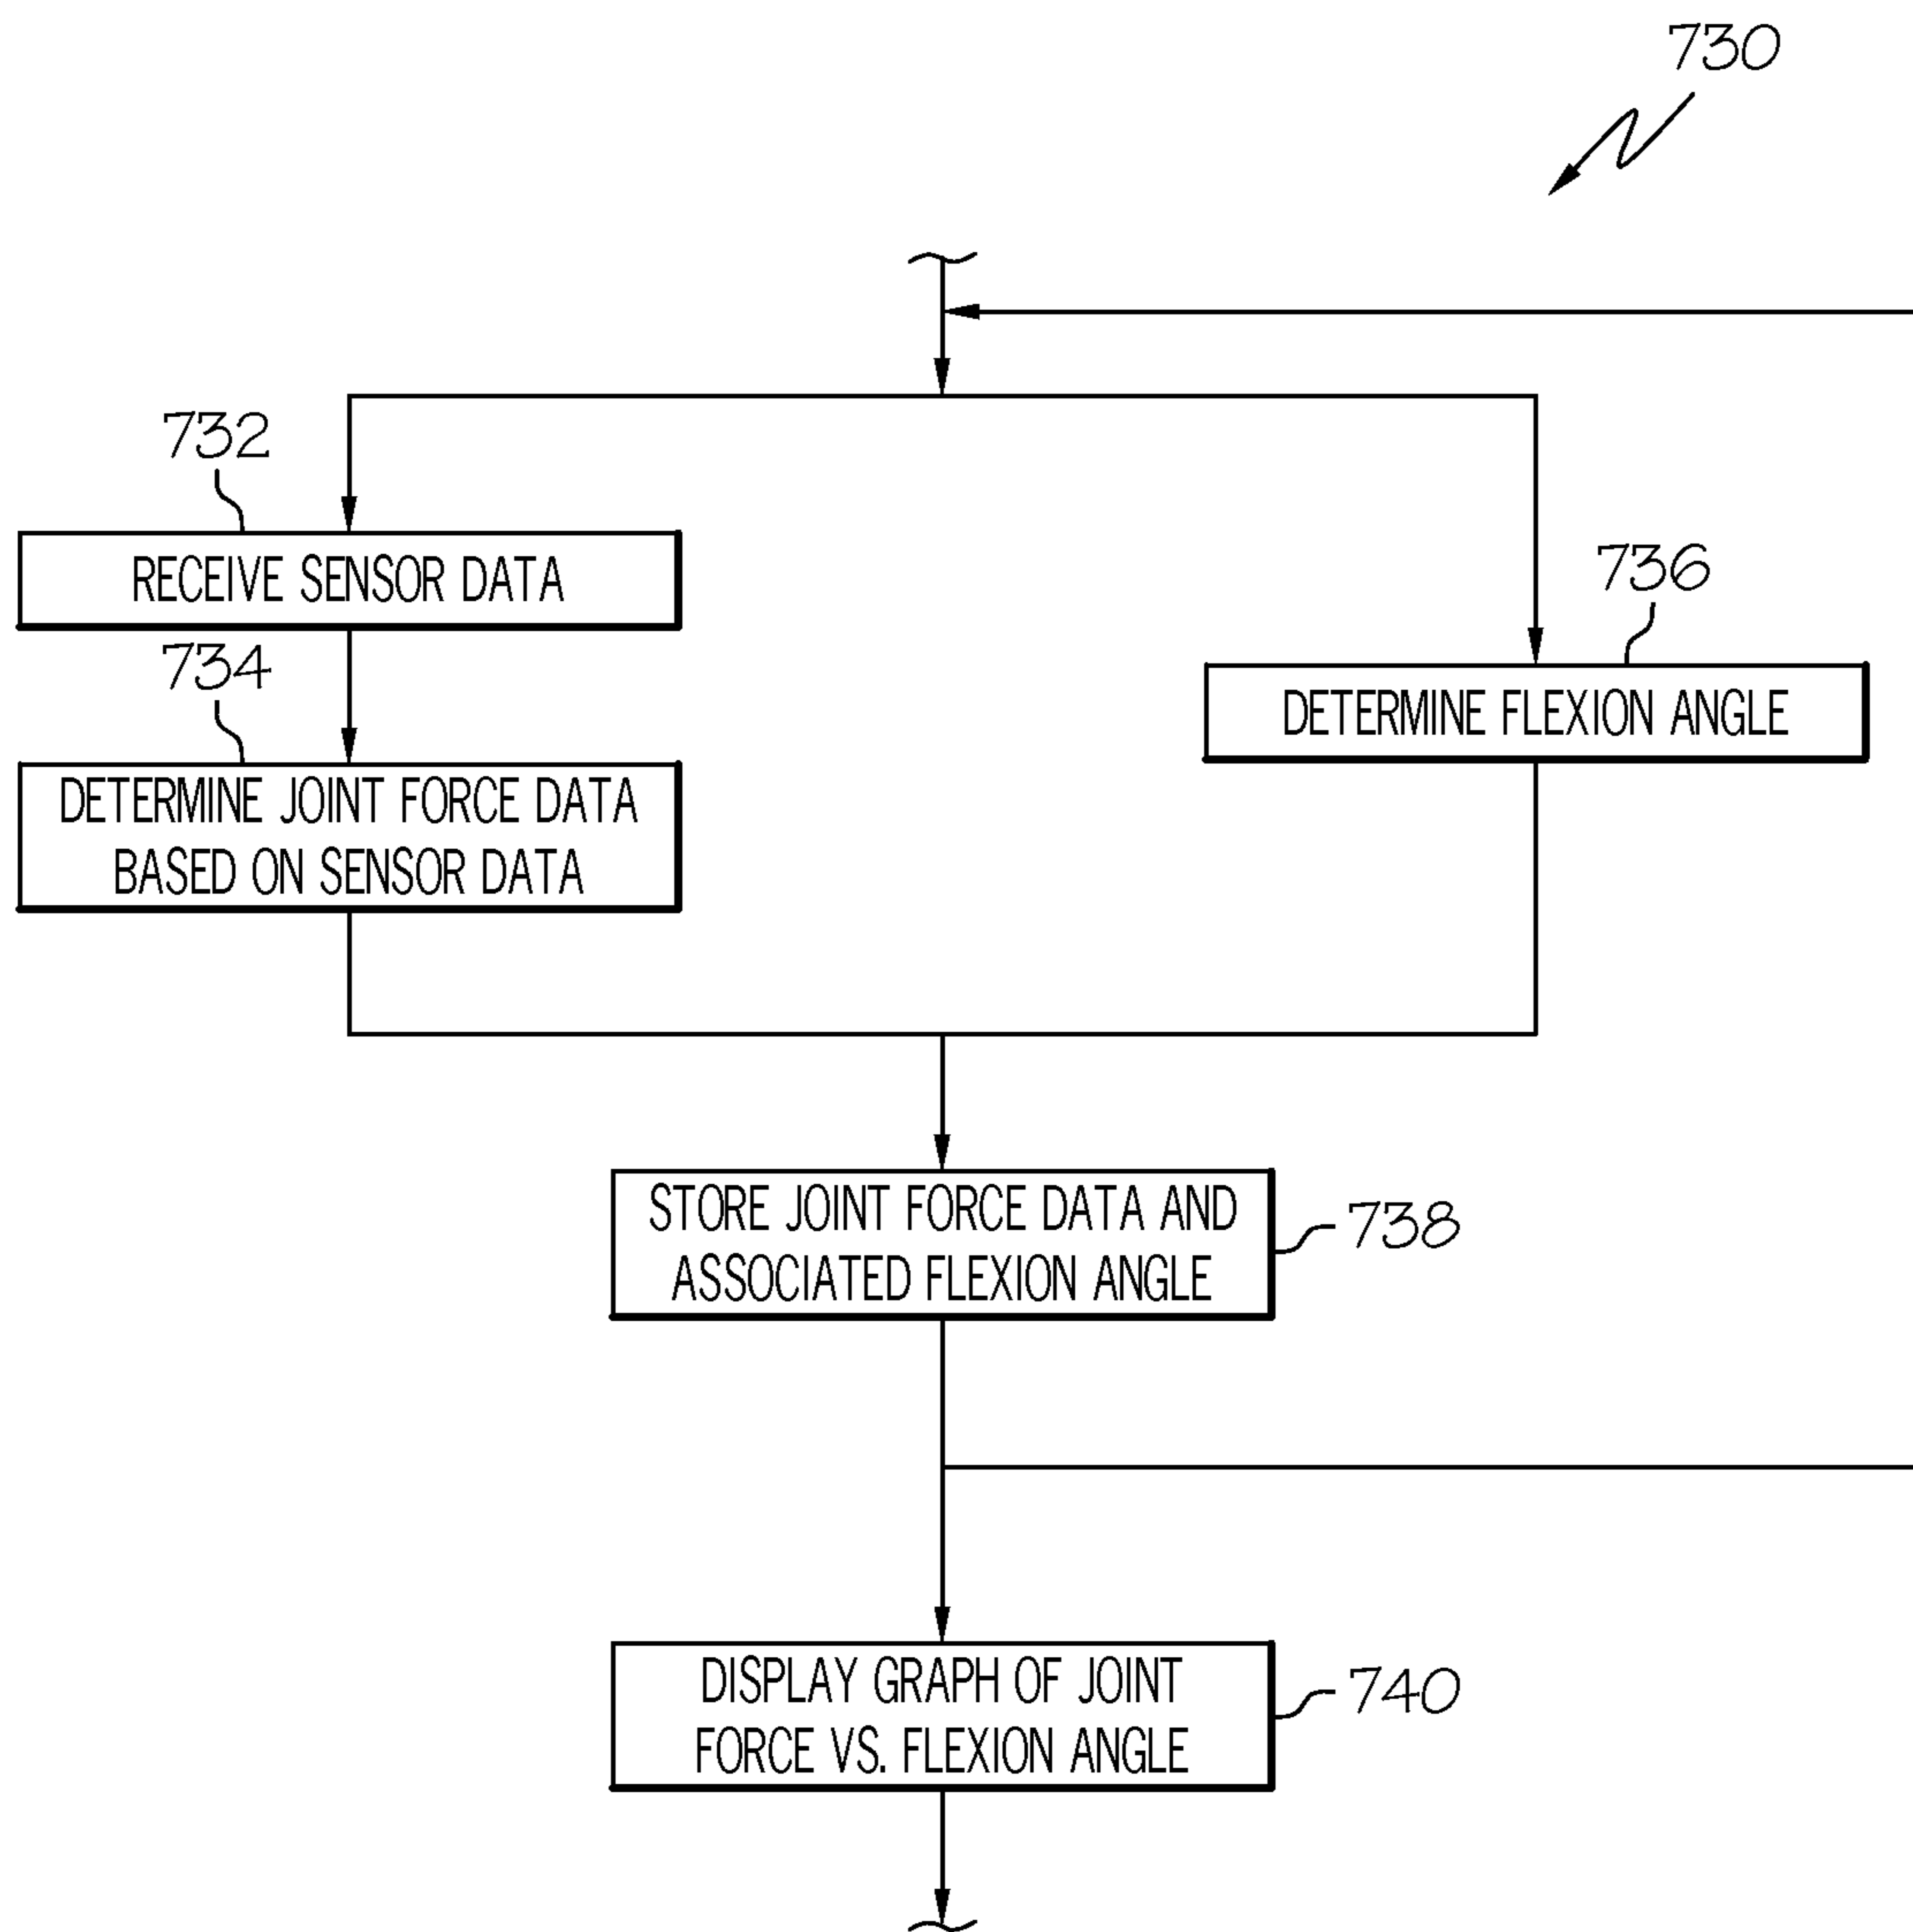 730
732
RECEIVE SENSOR DATA
736
DETERMINE FLEXION ANGLE
734
DETERMINE JOINT FORCE DATA
BASED ON SENSOR DATA
STORE JOINT FORCE DATA AND
ASSOCIATED FLEXION ANGLE
738
DISPLAY GRAPH OF JOINT
FORCE VS. FLEXION ANGLE
740